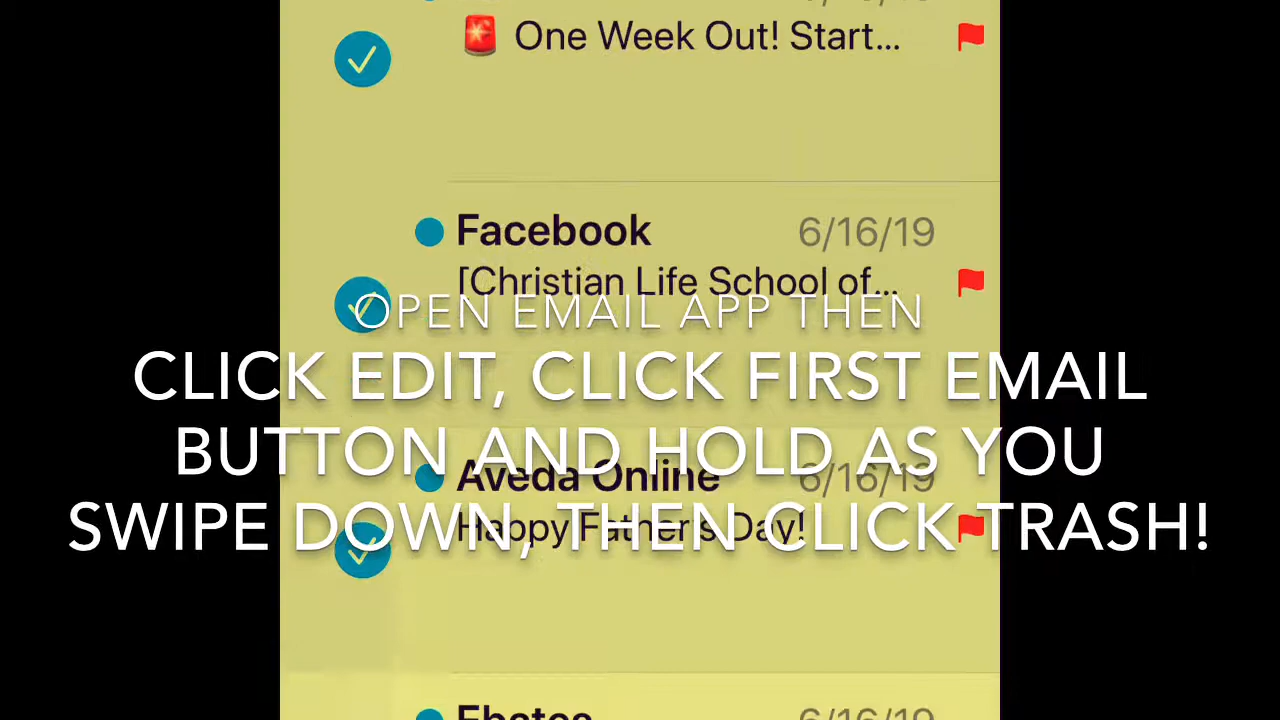 One Week Out! Start...
Facebook 6/16/19
[Christian Life School of...
OPEN EMAIL APP THEN
CLICK EDIT, CLICK FIRST EMAIL
BUTTON AND HOLD AS YOU
Aveda Online 6/16/19
SWIPE DOWN, THEN CLICK TRASH!
Happy Father's Day!
Ebates 6/16/19